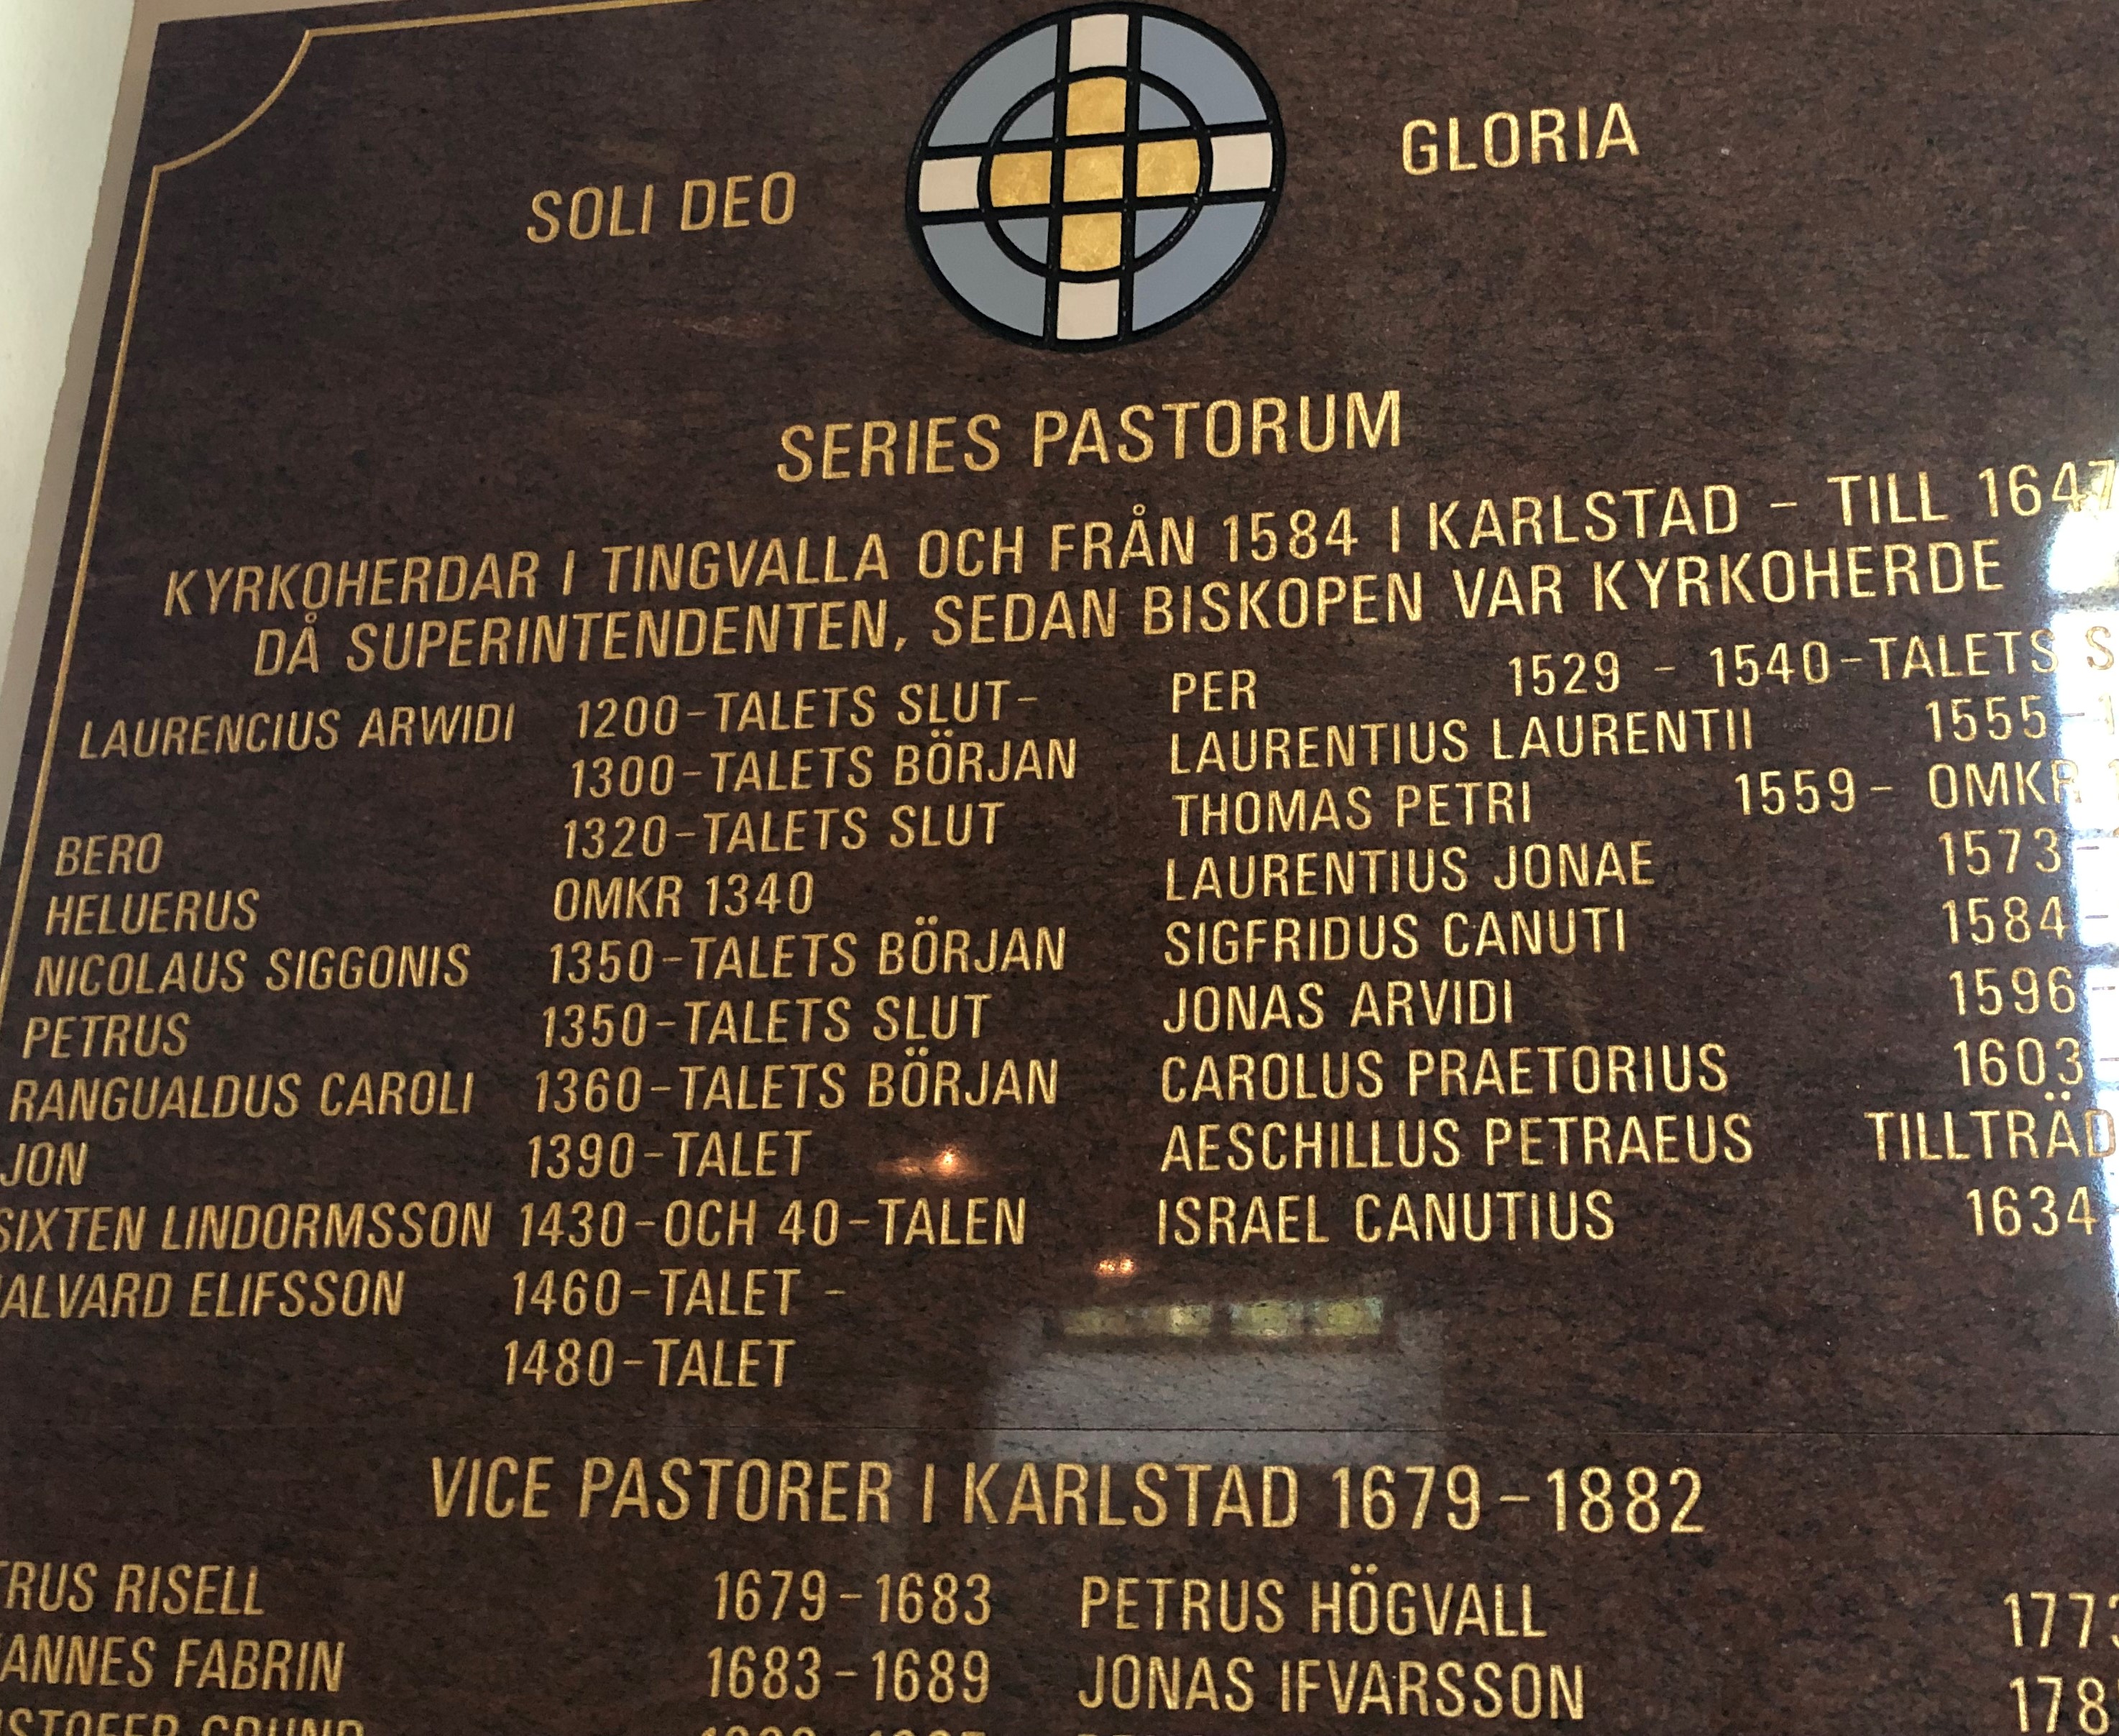 SOLI DEO GLORIA
SERIES PASTORUM
KYRKOHERDAR I TINGVALLA OCH FRÅN 1584 I KARLSTAD – TILL 1647
DÅ SUPERINTENDENTEN, SEDAN BISKOPEN VAR KYRKOHERDE
LAURENCIUS ARWIDI 1200-TALETS SLUT-
1300-TALETS BÖRJAN
BERO 1320-TALETS SLUT
HELUERUS OMKR 1340
NICOLAUS SIGGONIS 1350-TALETS BÖRJAN
PETRUS 1350-TALETS SLUT
RANGUALDUS CAROLI 1360-TALETS BÖRJAN
JON 1390-TALET
SIXTEN LINDORMSSON 1430-OCH 40-TALEN
ALVARD ELIFSSON 1460-TALET -
1480-TALET
PER 1529 - 1540-TALETS S
LAURENTIUS LAURENTII 1555 -
THOMAS PETRI 1559- OMKR
LAURENTIUS JONAE 1573 -
SIGFRIDUS CANUTI 1584 -
JONAS ARVIDI 1596 -
CAROLUS PRAETORIUS 1603 -
AESCHILLUS PETRAEUS TILLTRÄD
ISRAEL CANUTIUS 1634
VICE PASTORER I KARLSTAD 1679-1882
TRUS RISELL 1679-1683
ANNES FABRIN 1683-1689
PETRUS HÖGVALL 1773
JONAS IFVARSSON 178